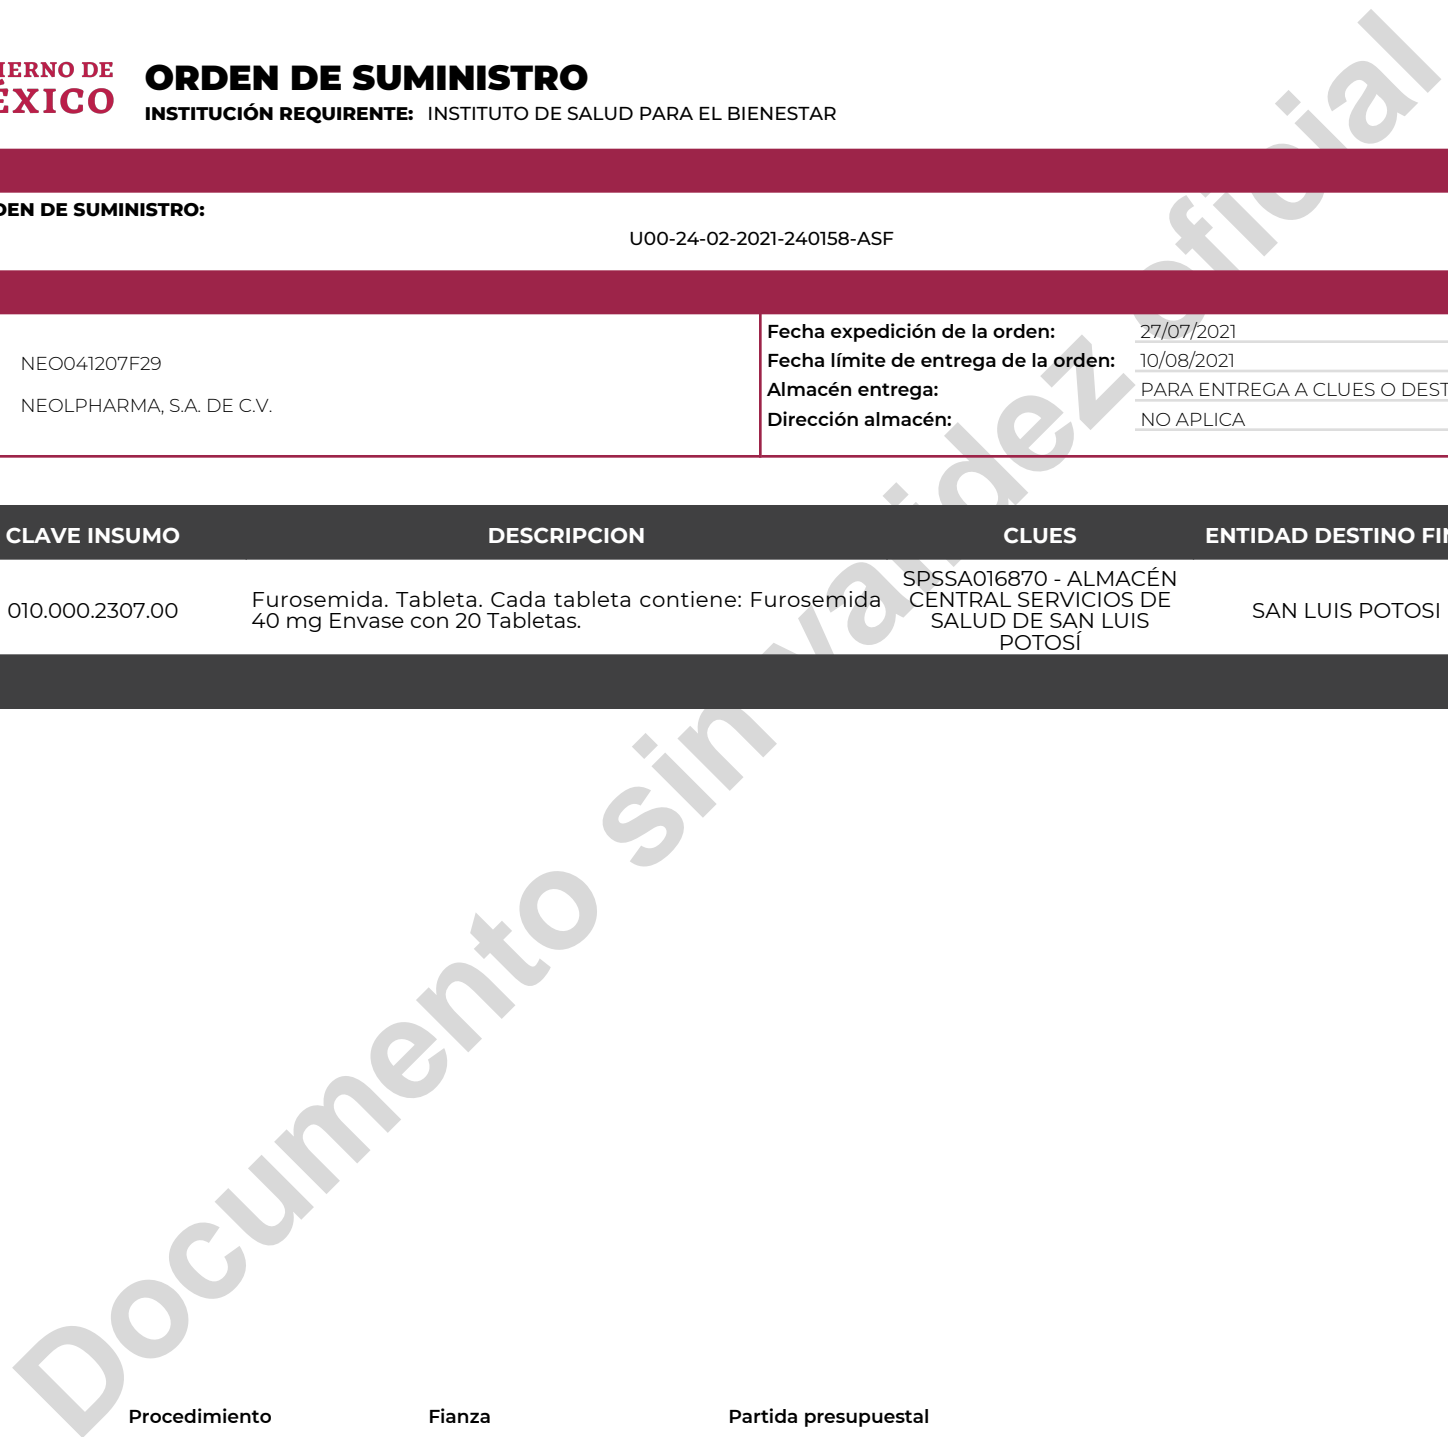 IERNO DE
ÉXICO
ORDEN DE SUMINISTRO
INSTITUCIÓN REQUIRENTE: INSTITUTO DE SALUD PARA EL BIENESTAR
DEN DE SUMINISTRO:
U00-24-02-2021-240158-ASF
NEO041207F29
NEOLPHARMA, S.A. DE C.V.
Fecha expedición de la orden: 27/07/2021
Fecha límite de entrega de la orden: 10/08/2021
Almacén entrega: PARA ENTREGA A CLUES O DEST
Dirección almacén: NO APLICA
CLAVE INSUMO DESCRIPCION CLUES ENTIDAD DESTINO FIN
010.000.2307.00
Furosemida. Tableta. Cada tableta contiene: Furosemida
40 mg Envase con 20 Tabletas.
SPSSA016870 - ALMACÉN
CENTRAL SERVICIOS DE
SALUD DE SAN LUIS
POTOSÍ
SAN LUIS POTOSI
Documento sin validez oficial
Procedimiento Fianza Partida presupuestal